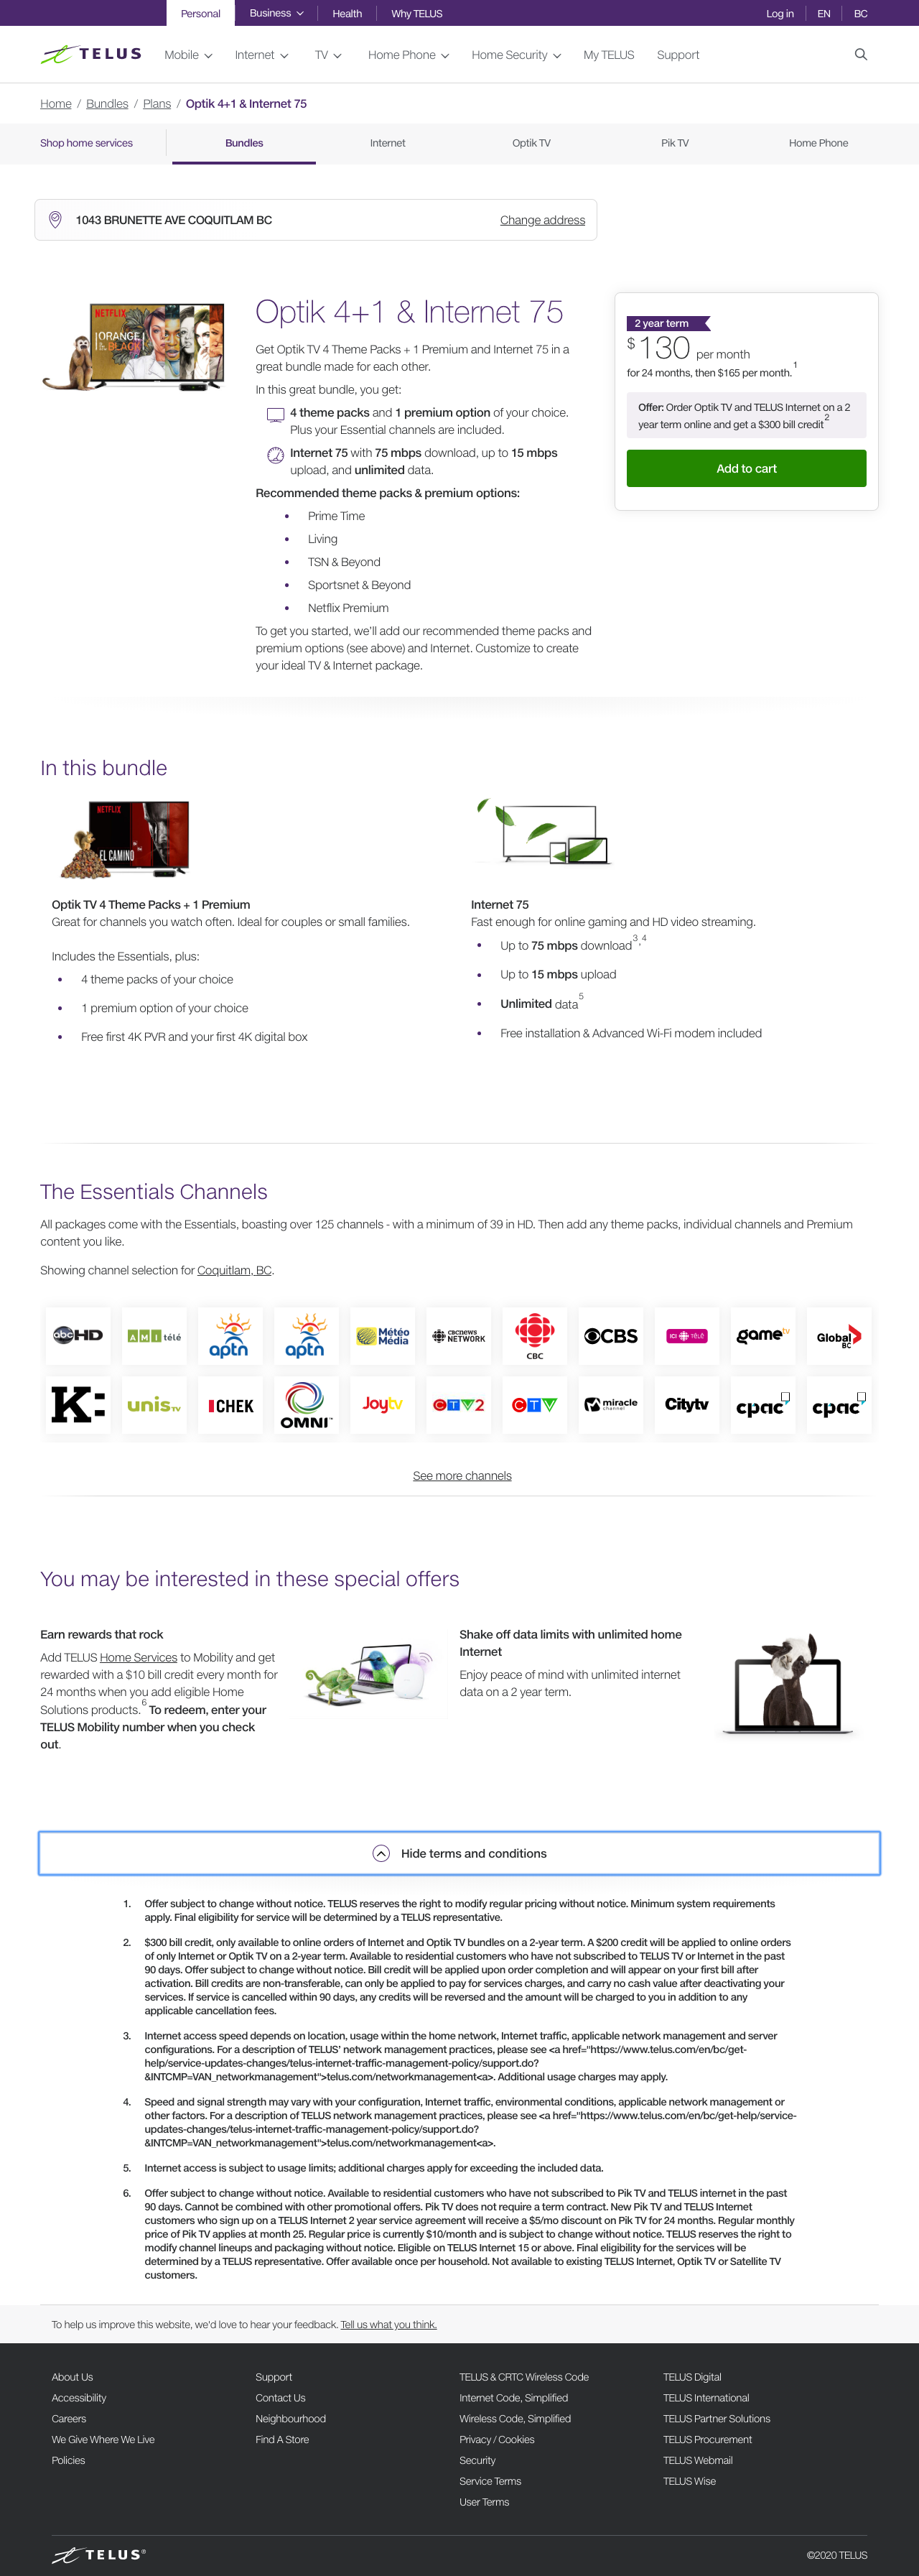 Personal Business Health Why TELUS Log in EN BC
TELUS Mobile Internet TV Home Phone Home Security My TELUS Support
Home / Bundles / Plans / Optik 4+1 & Internet 75
Shop home services Bundles Internet Optik TV Pik TV Home Phone
1043 BRUNETTE AVE COQUITLAM BC Change address
NETFLIX
ORANGE
BLACK
Optik 4+1 & Internet 75
Get Optik TV 4 Theme Packs + 1 Premium and Internet 75 in a
great bundle made for each other.
In this great bundle, you get:
4 theme packs and 1 premium option of your choice.
Plus your Essential channels are included.
Internet 75 with 75 mbps download, up to 15 mbps
upload, and unlimited data.
Recommended theme packs & premium options:
• Prime Time
• Living
• TSN & Beyond
• Sportsnet & Beyond
• Netflix Premium
To get you started, we'll add our recommended theme packs and
premium options (see above) and Internet. Customize to create
your ideal TV & Internet package.
2 year term
$130 per month
for 24 months, then $165 per month.1
Offer: Order Optik TV and TELUS Internet on a 2
year term online and get a $300 bill credit2
Add to cart
In this bundle
NETFLIX
EL CAMINO
Optik TV 4 Theme Packs + 1 Premium
Great for channels you watch often. Ideal for couples or small families.
Includes the Essentials, plus:
• 4 theme packs of your choice
• 1 premium option of your choice
• Free first 4K PVR and your first 4K digital box
Internet 75
Fast enough for online gaming and HD video streaming.
• Up to 75 mbps download3,4
• Up to 15 mbps upload
• Unlimited data5
• Free installation & Advanced Wi-Fi modem included
The Essentials Channels
All packages come with the Essentials, boasting over 125 channels - with a minimum of 39 in HD. Then add any theme packs, individual channels and Premium
content you like.
Showing channel selection for Coquitlam, BC.
abc HD AMI télé aptn aptn Météo Média CBC NEWS NETWORK CBC CBS ICI TÉLÉ gametv Global BC
K: unis TV CHEK OMNI Joytv CTV2 CTV miracle channel Citytv cpac cpac
See more channels
You may be interested in these special offers
Earn rewards that rock
Add TELUS Home Services to Mobility and get
rewarded with a $10 bill credit every month for
24 months when you add eligible Home
Solutions products.6 To redeem, enter your
TELUS Mobility number when you check
out.
Shake off data limits with unlimited home
Internet
Enjoy peace of mind with unlimited internet
data on a 2 year term.
Hide terms and conditions
1. Offer subject to change without notice. TELUS reserves the right to modify regular pricing without notice. Minimum system requirements
apply. Final eligibility for service will be determined by a TELUS representative.
2. $300 bill credit, only available to online orders of Internet and Optik TV bundles on a 2-year term. A $200 credit will be applied to online orders
of only Internet or Optik TV on a 2-year term. Available to residential customers who have not subscribed to TELUS TV or Internet in the past
90 days. Offer subject to change without notice. Bill credit will be applied upon order completion and will appear on your first bill after
activation. Bill credits are non-transferable, can only be applied to pay for services charges, and carry no cash value after deactivating your
services. If service is cancelled within 90 days, any credits will be reversed and the amount will be charged to you in addition to any
applicable cancellation fees.
3. Internet access speed depends on location, usage within the home network, Internet traffic, applicable network management and server
configurations. For a description of TELUS' network management practices, please see <a href="https://www.telus.com/en/bc/get-
help/service-updates-changes/telus-internet-traffic-management-policy/support.do?
&INTCMP=VAN_networkmanagement">telus.com/networkmanagement<a>. Additional usage charges may apply.
4. Speed and signal strength may vary with your configuration, Internet traffic, environmental conditions, applicable network management or
other factors. For a description of TELUS network management practices, please see <a href="https://www.telus.com/en/bc/get-help/service-
updates-changes/telus-internet-traffic-management-policy/support.do?
&INTCMP=VAN_networkmanagement">telus.com/networkmanagement<a>.
5. Internet access is subject to usage limits; additional charges apply for exceeding the included data.
6. Offer subject to change without notice. Available to residential customers who have not subscribed to Pik TV and TELUS internet in the past
90 days. Cannot be combined with other promotional offers. Pik TV does not require a term contract. New Pik TV and TELUS Internet
customers who sign up on a TELUS Internet 2 year service agreement will receive a $5/mo discount on Pik TV for 24 months. Regular monthly
price of Pik TV applies at month 25. Regular price is currently $10/month and is subject to change without notice. TELUS reserves the right to
modify channel lineups and packaging without notice. Eligible on TELUS Internet 15 or above. Final eligibility for the services will be
determined by a TELUS representative. Offer available once per household. Not available to existing TELUS Internet, Optik TV or Satellite TV
customers.
To help us improve this website, we'd love to hear your feedback. Tell us what you think.
About Us Support TELUS & CRTC Wireless Code TELUS Digital
Accessibility Contact Us Internet Code, Simplified TELUS International
Careers Neighbourhood Wireless Code, Simplified TELUS Partner Solutions
We Give Where We Live Find A Store Privacy / Cookies TELUS Procurement
Policies Security TELUS Webmail
Service Terms TELUS Wise
User Terms
TELUS® ©2020 TELUS